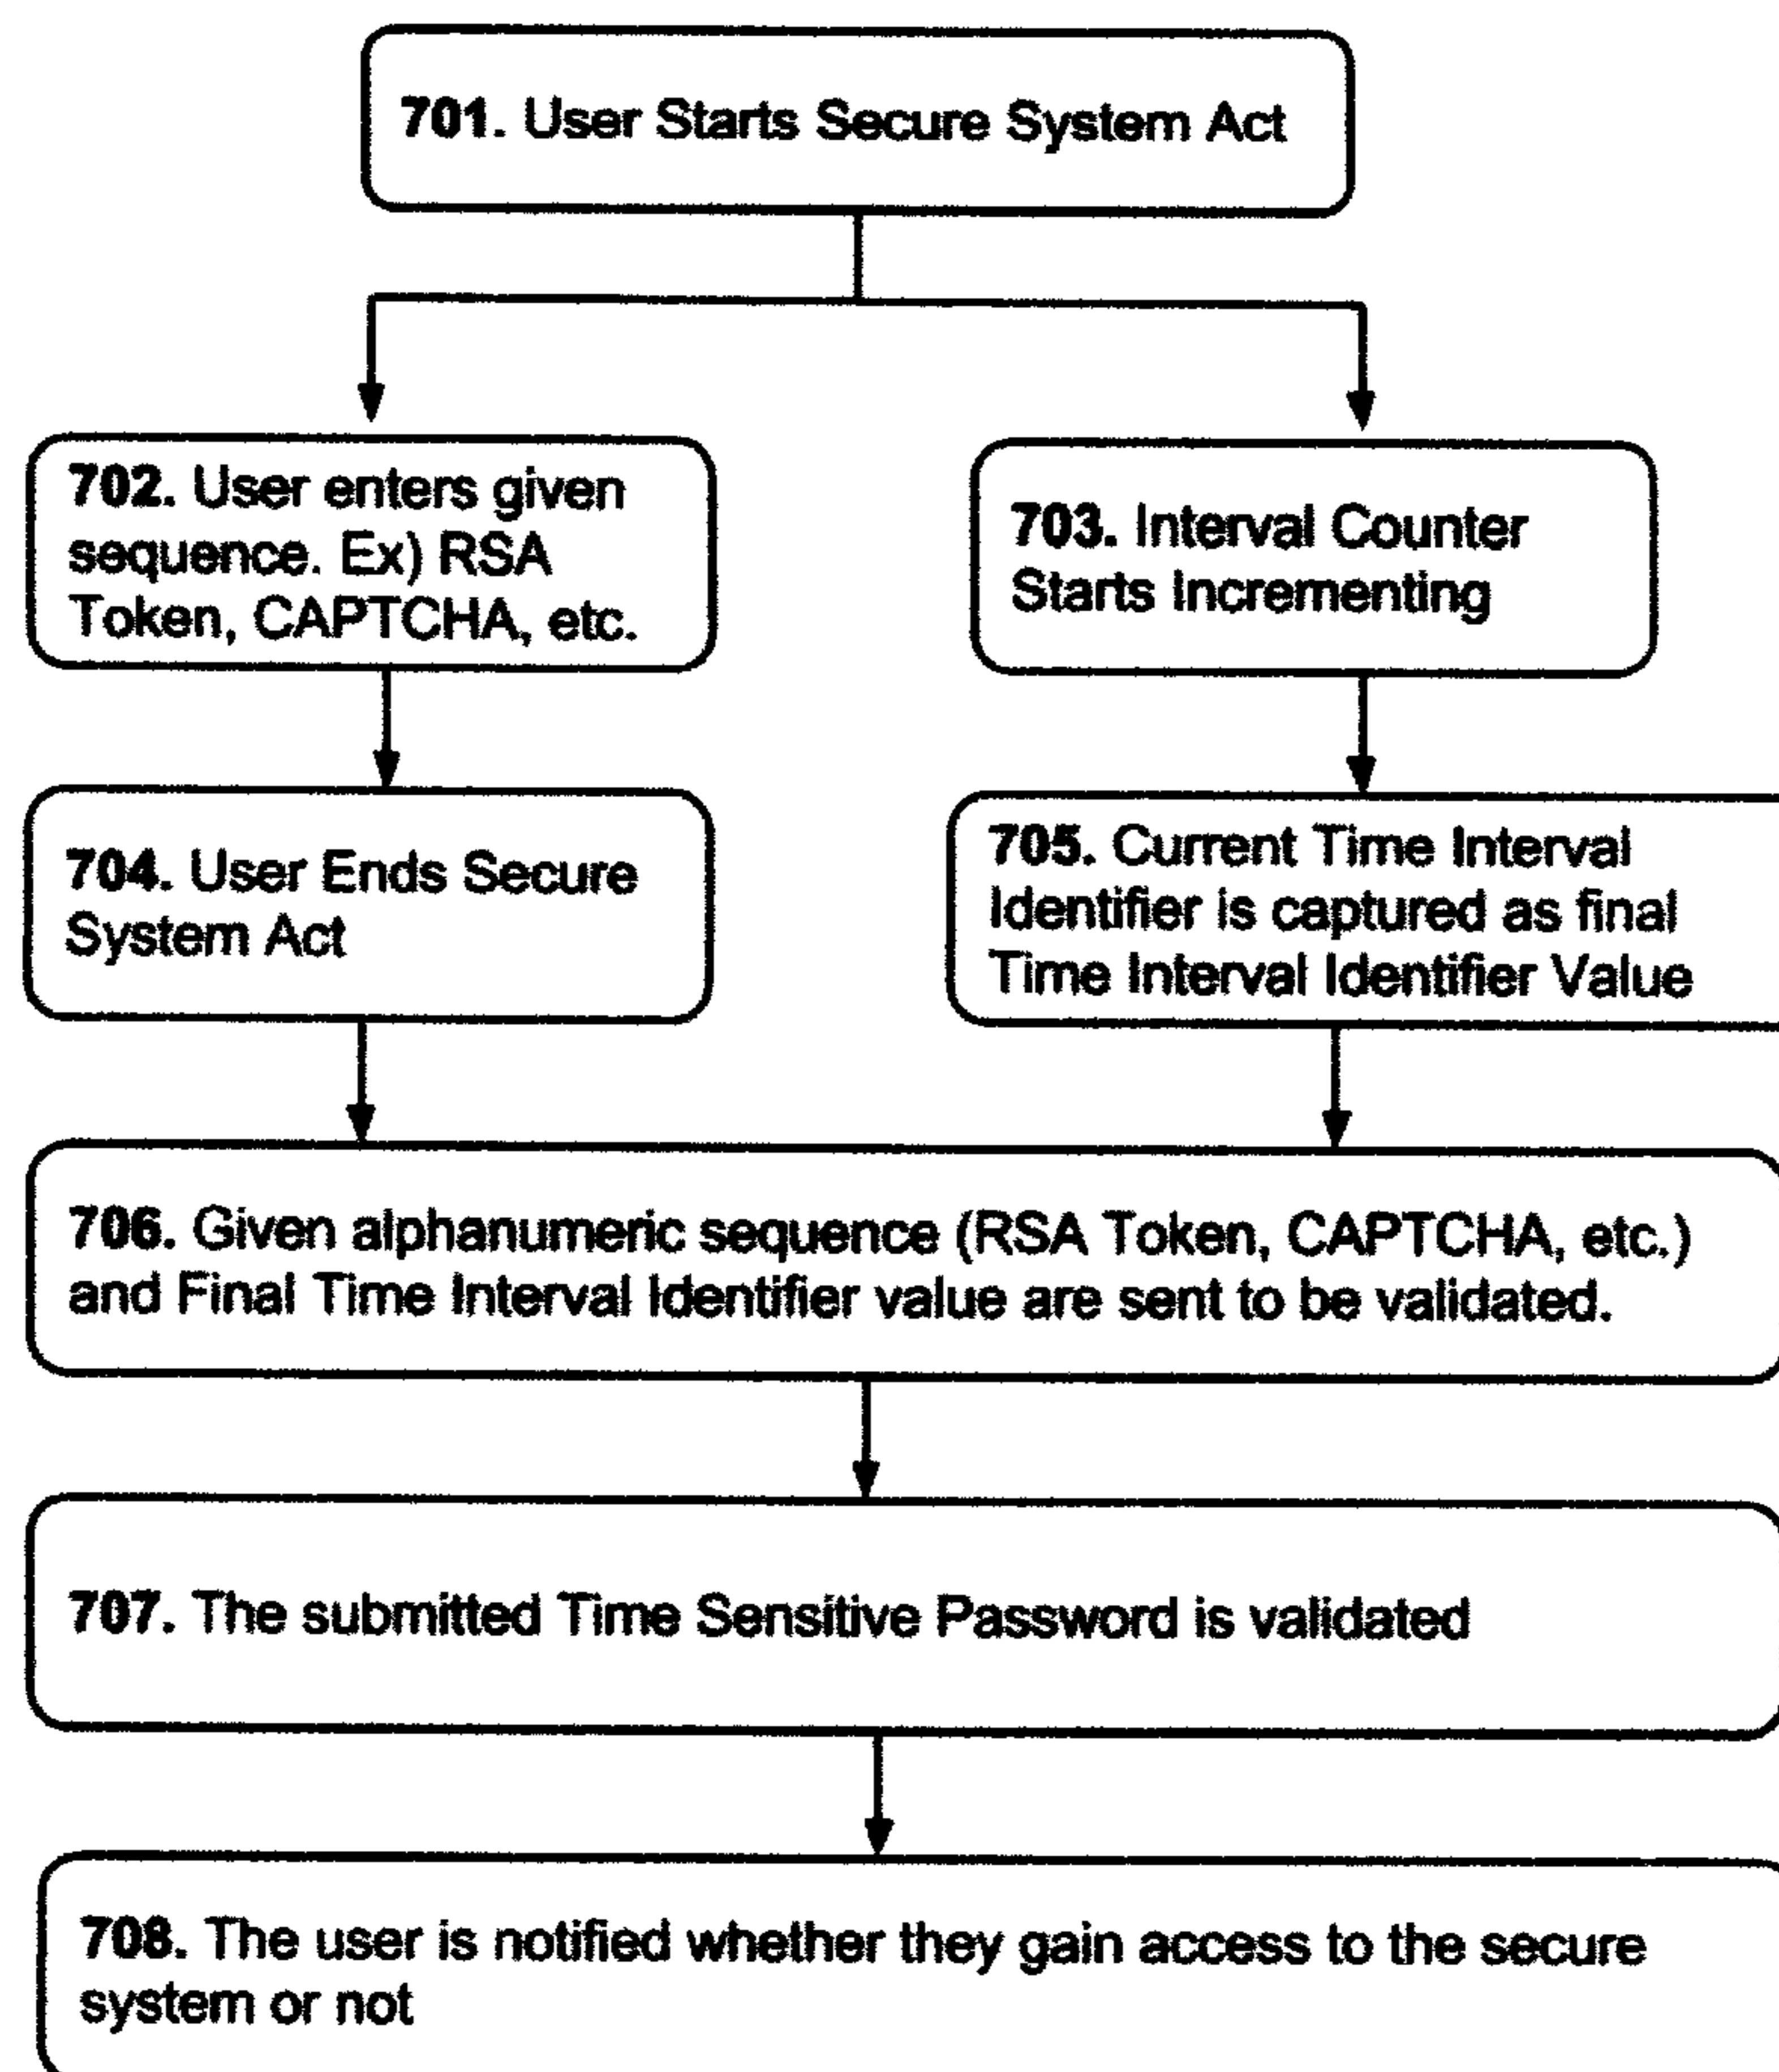 701. User Starts Secure System Act
702. User enters given
sequence. Ex) RSA
Token, CAPTCHA, etc.
703. Interval Counter
Starts Incrementing
704. User Ends Secure
System Act
705. Current Time Interval
Identifier is captured as final
Time Interval Identifier Value
706. Given alphanumeric sequence (RSA Token, CAPTCHA, etc.)
and Final Time Interval Identifier value are sent to be validated.
707. The submitted Time Sensitive Password is validated
708. The user is notified whether they gain access to the secure
system or not